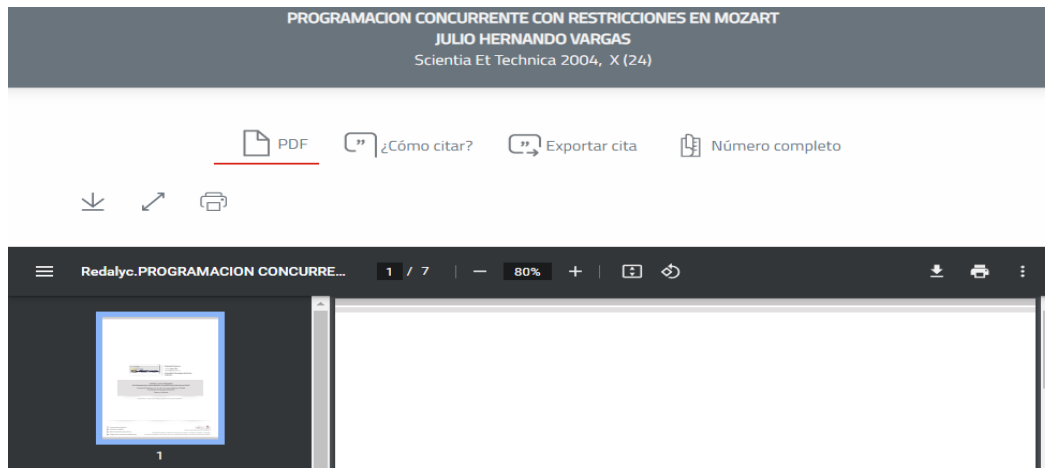 PROGRAMACION CONCURRENTE CON RESTRICCIONES EN MOZART
JULIO HERNANDO VARGAS
Scientia Et Technica 2004, X (24)
PDF ¿Cómo citar? Exportar cita Número completo
Redalyc.PROGRAMACION CONCURRE... 1 / 7 | − 80% + |
1